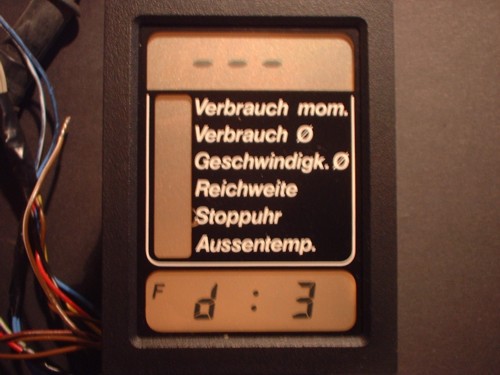 - - -
Verbrauch mom.
Verbrauch Ø
Geschwindigk. Ø
Reichweite
Stoppuhr
Aussentemp.
F d : 3